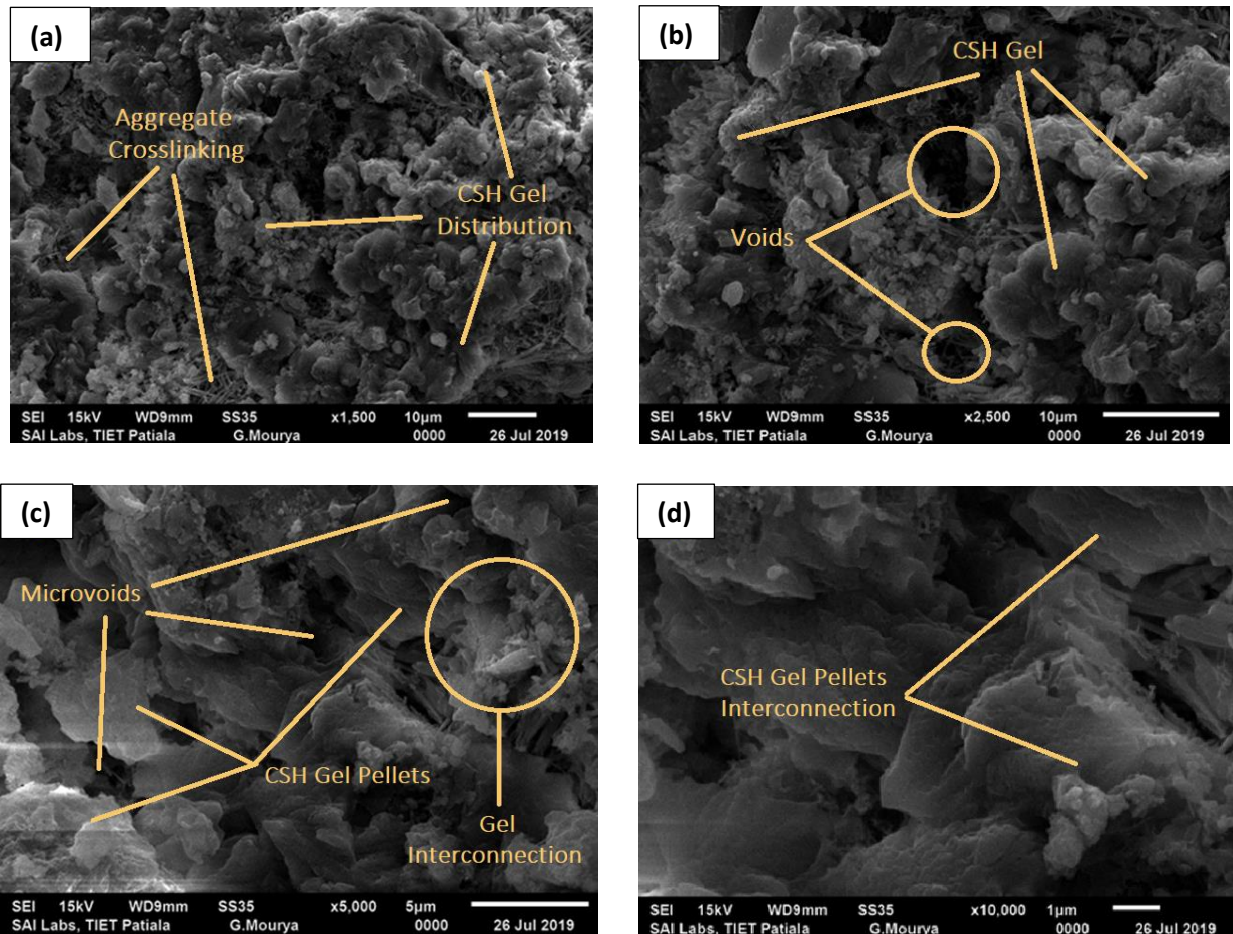 (a)
Aggregate
Crosslinking
CSH Gel
Distribution
SEI 15kV WD9mm SS35 x1,500 10µm
SAI Labs, TIET Patiala G.Mourya 0000 26 Jul 2019
(b)
CSH Gel
Voids
SEI 15kV WD9mm SS35 x2,500 10µm
SAI Labs, TIET Patiala G.Mourya 0000 26 Jul 2019
(c)
Microvoids
CSH Gel Pellets
Gel
Interconnection
SEI 15kV WD9mm SS35 x5,000 5µm
SAI Labs, TIET Patiala G.Mourya 0000 26 Jul 2019
(d)
CSH Gel Pellets
Interconnection
SEI 15kV WD9mm SS35 x10,000 1µm
SAI Labs, TIET Patiala G.Mourya 0000 26 Jul 2019